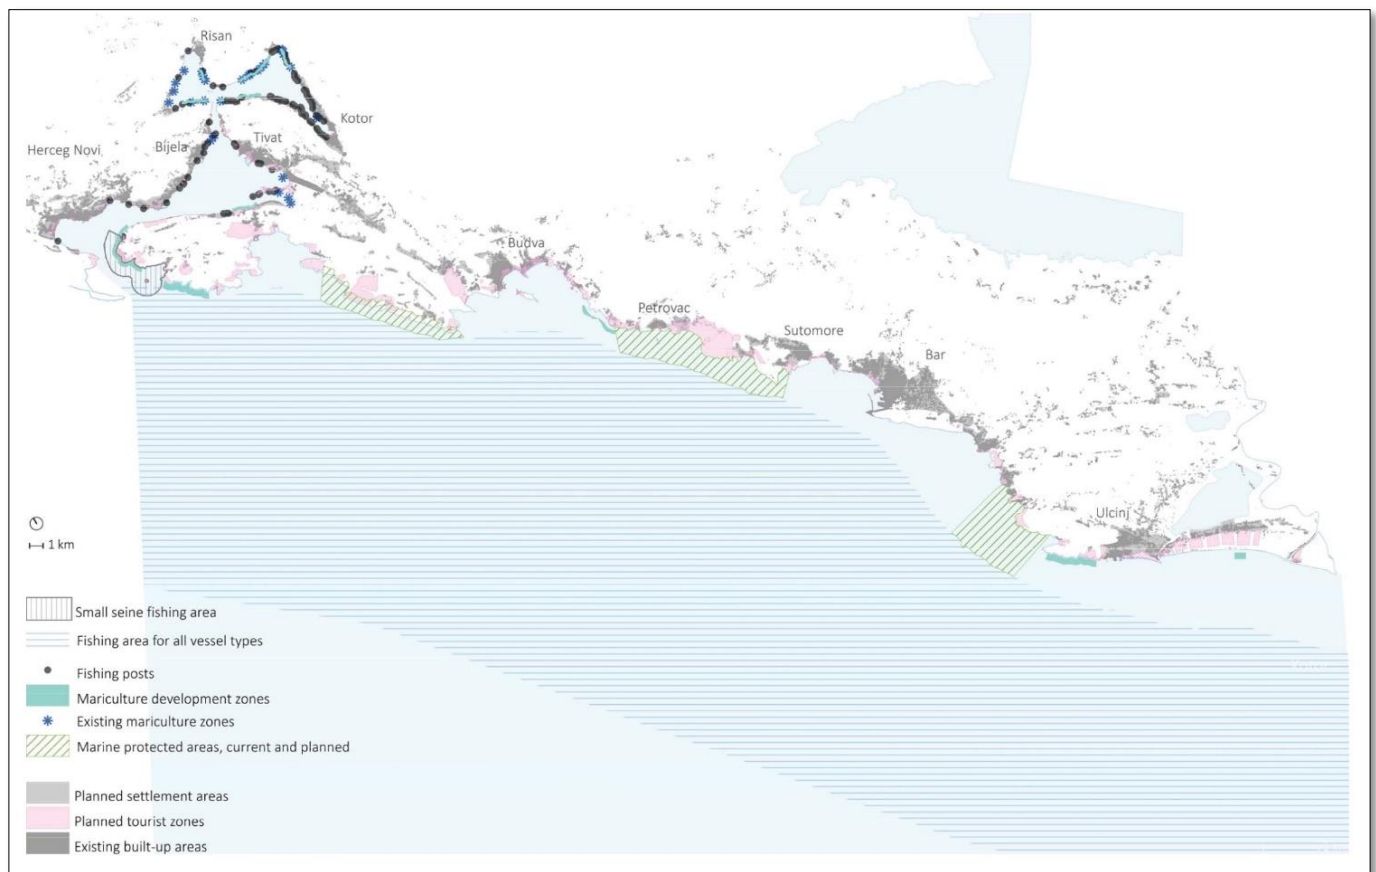 Risan
Kotor
Tivat
Bijela
Herceg Novi
Budva
Petrovac
Sutomore
Bar
Ulcinj
1 km
Small seine fishing area
Fishing area for all vessel types
Fishing posts
Mariculture development zones
Existing mariculture zones
Marine protected areas, current and planned
Planned settlement areas
Planned tourist zones
Existing built-up areas